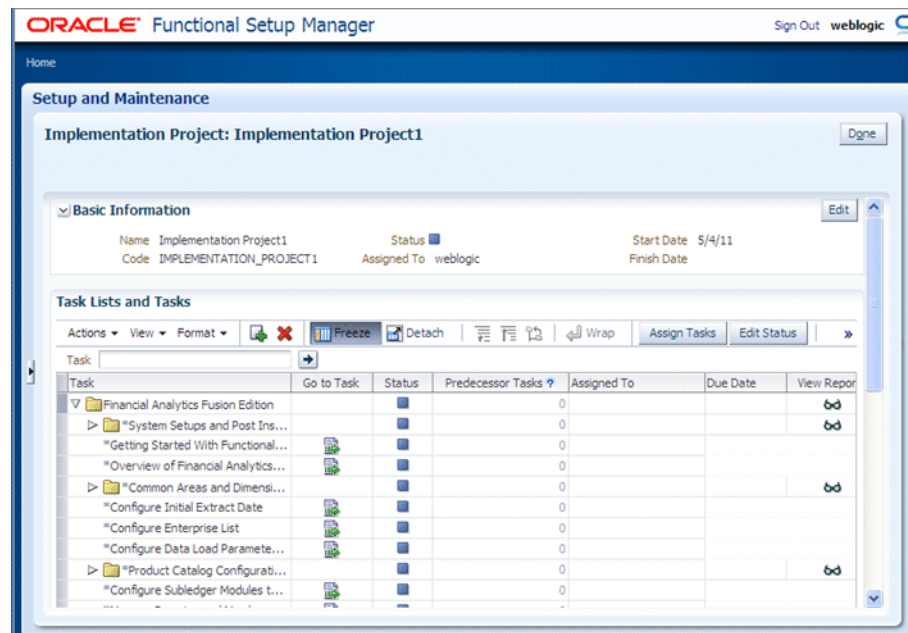 ORACLE Functional Setup Manager Sign Out weblogic
Home
Setup and Maintenance
Implementation Project: Implementation Project1 Done
Basic Information Edit
Name Implementation Project1 Status Start Date 5/4/11
Code IMPLEMENTATION_PROJECT1 Assigned To weblogic Finish Date
Task Lists and Tasks
Actions View Format Freeze Detach Wrap Assign Tasks Edit Status »
Task
Task Go to Task Status Predecessor Tasks ? Assigned To Due Date View Repor
Financial Analytics Fusion Edition 0
*System Setups and Post Ins... 0
*Getting Started With Functional... 0
*Overview of Financial Analytics... 0
*Common Areas and Dimensi... 0
*Configure Initial Extract Date 0
*Configure Enterprise List 0
*Configure Data Load Paramete... 0
*Product Catalog Configurati... 0
*Configure Subledger Modules t... 0